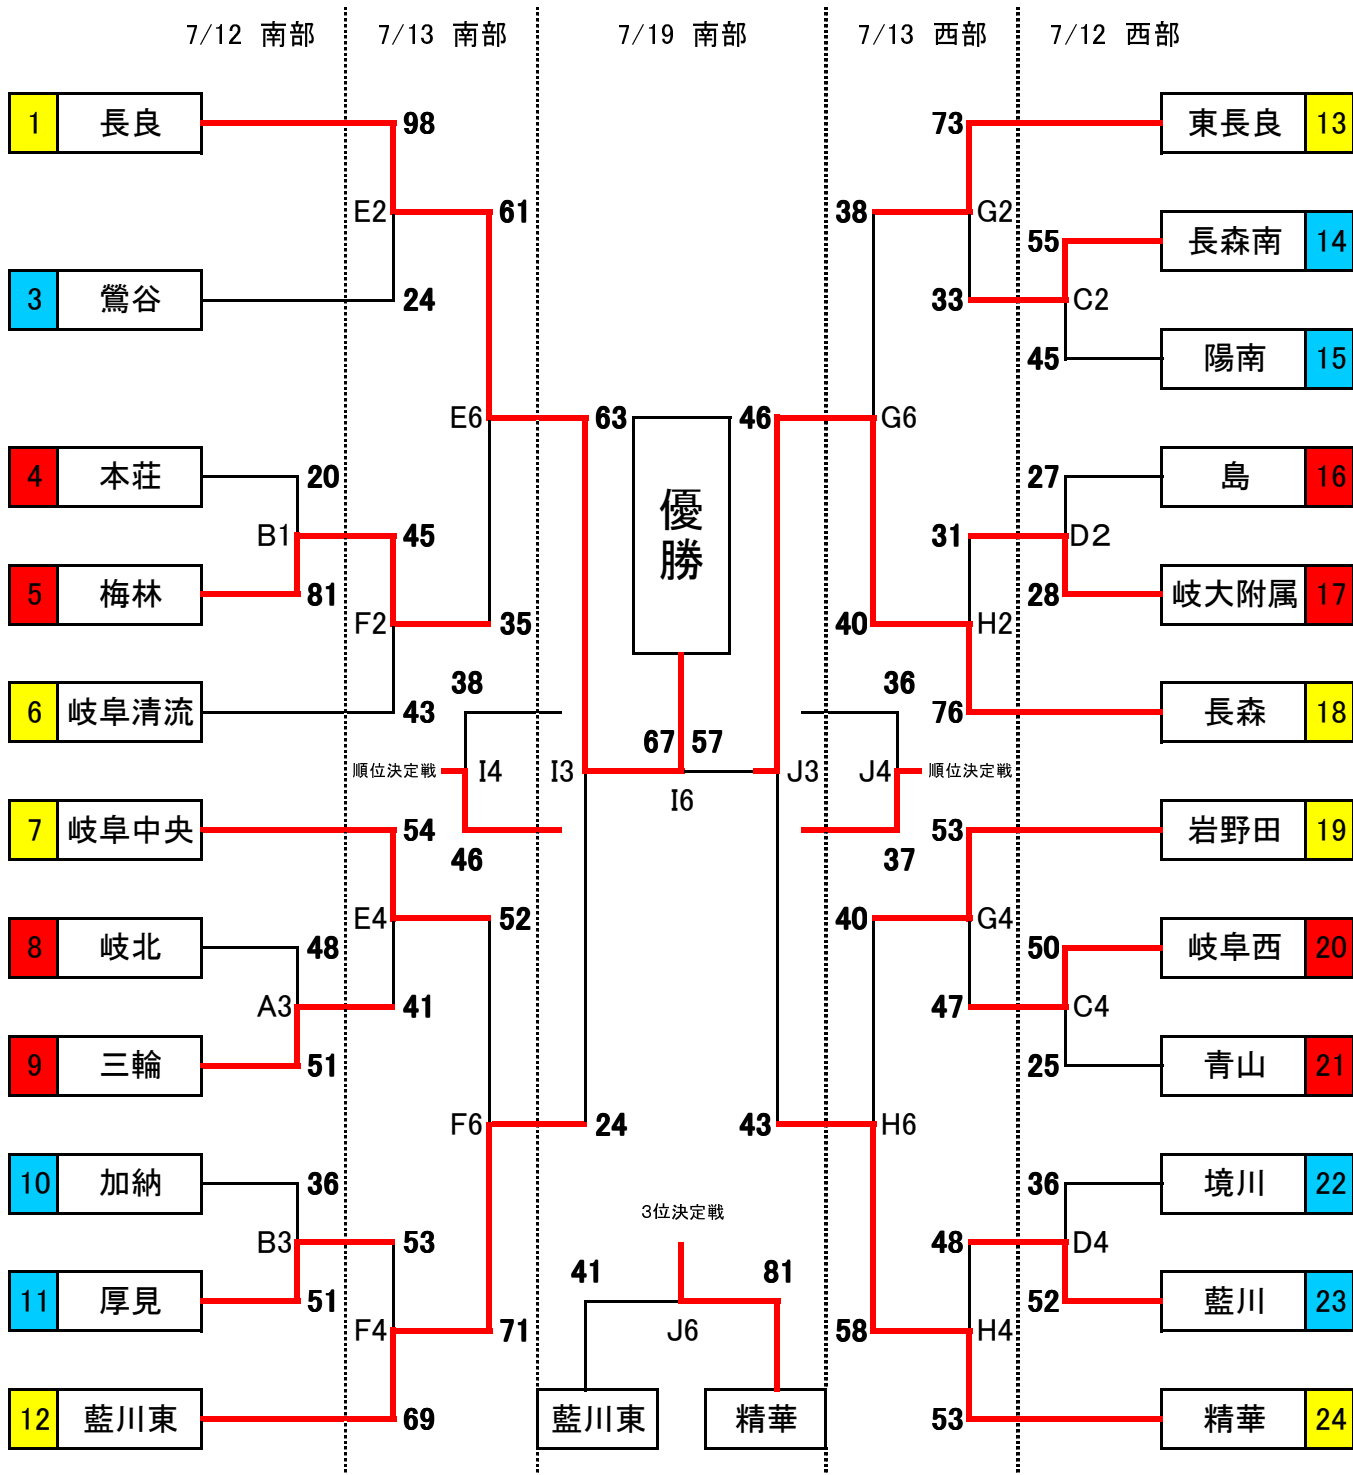 7/12 南部
7/13 南部
7/19 南部
7/13 西部
7/12 西部
1 長良
98
73
東長良 13
E2
61
38
G2
55
長森南 14
3 鶯谷
24
33
C2
45
陽南 15
E6
63
優勝
46
G6
4 本荘
20
27
島 16
B1
45
31
D2
5 梅林
81
28
岐大附属 17
F2
35
40
H2
6 岐阜清流
43
38
36
76
長森 18
67 57
順位決定戦
I4
I3
I6
J3
J4
順位決定戦
7 岐阜中央
54
46
37
53
岩野田 19
E4
52
40
G4
8 岐北
48
50
岐阜西 20
A3
41
47
C4
9 三輪
51
25
青山 21
F6
24
43
H6
10 加納
36
36
境川 22
3位決定戦
B3
53
48
D4
11 厚見
51
41
81
52
藍川 23
F4
71
J6
58
H4
12 藍川東
69
藍川東
精華
53
精華 24